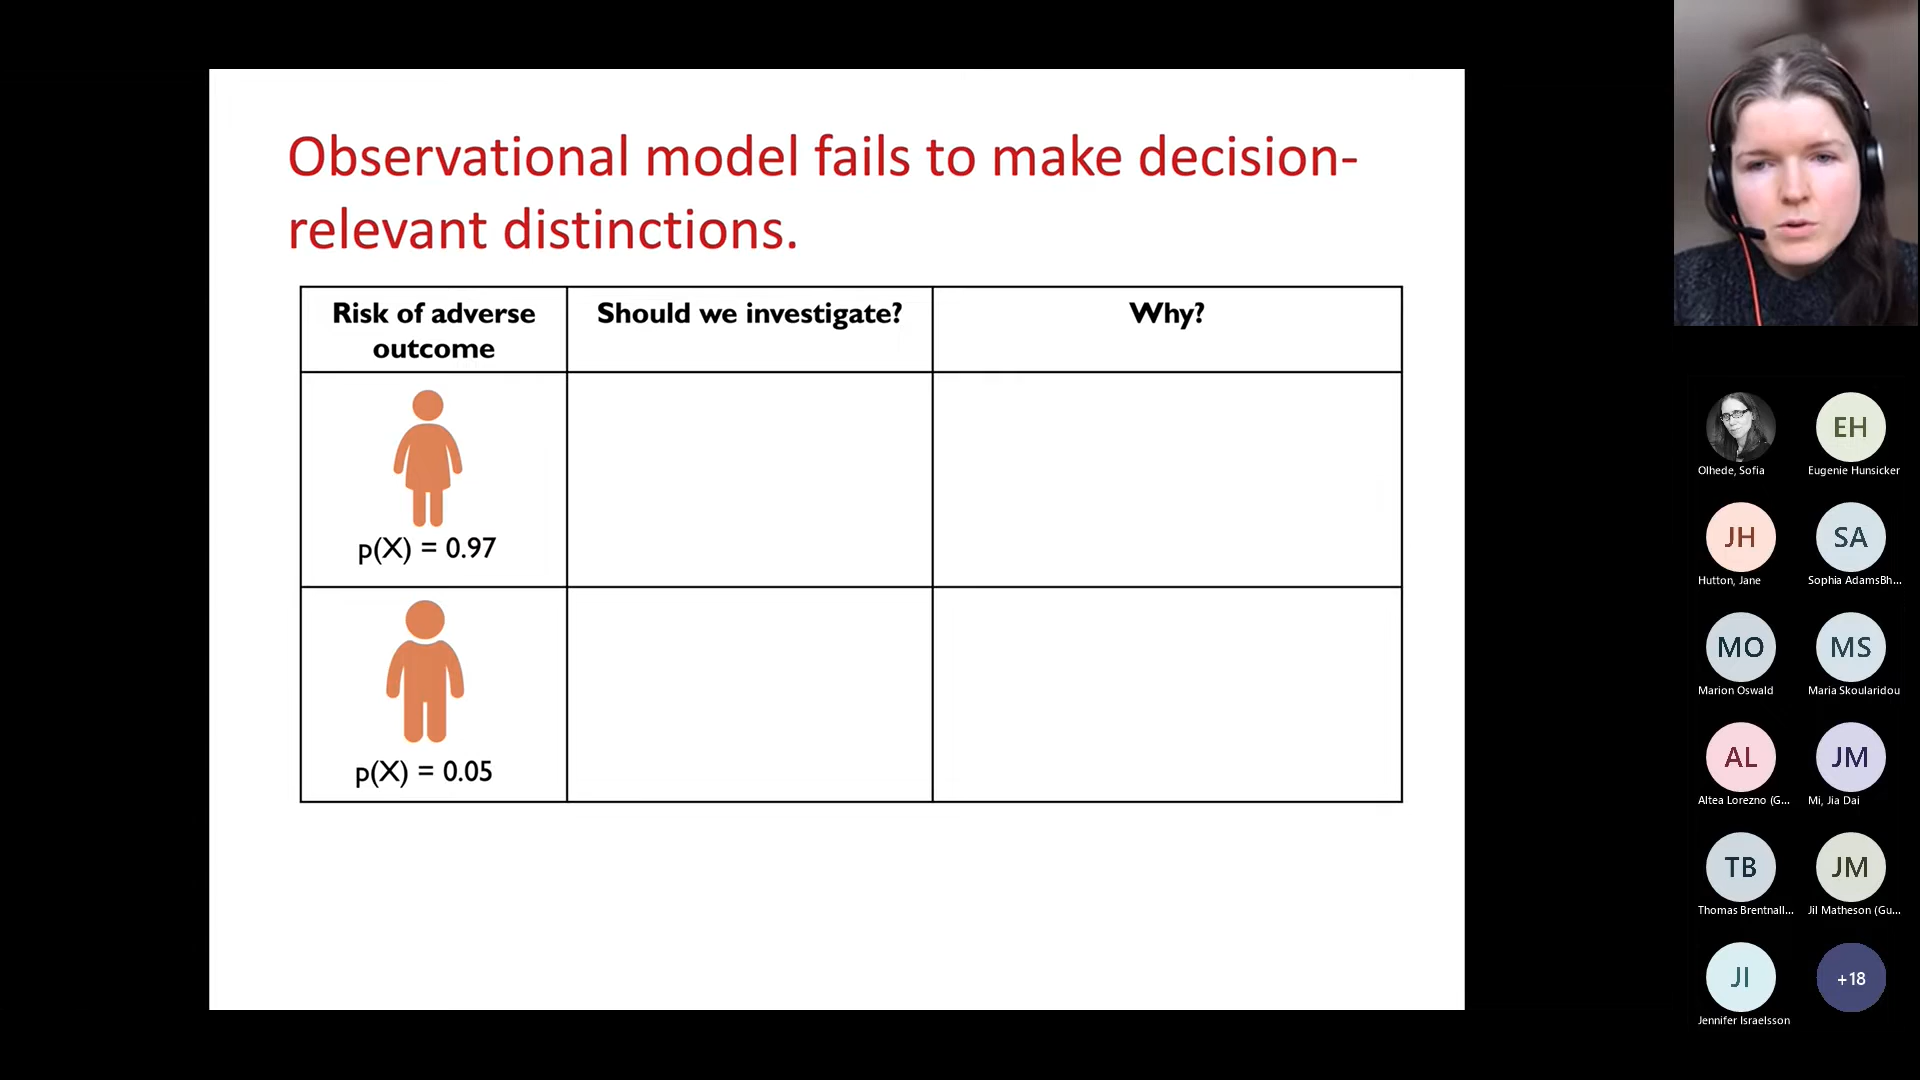 Observational model fails to make decision-
relevant distinctions.
Risk of adverse
outcome
Should we investigate?
Why?
p(X) = 0.97
p(X) = 0.05
Olhede, Sofia
EH
Eugenie Hunsicker
JH
Hutton, Jane
SA
Sophia AdamsBh...
MO
Marion Oswald
MS
Maria Skoularidou
AL
Altea Lorezno (G...
JM
Mi, Jia Dai
TB
Thomas Brentnall...
JM
Jil Matheson (Gu...
JI
Jennifer Israelsson
+18